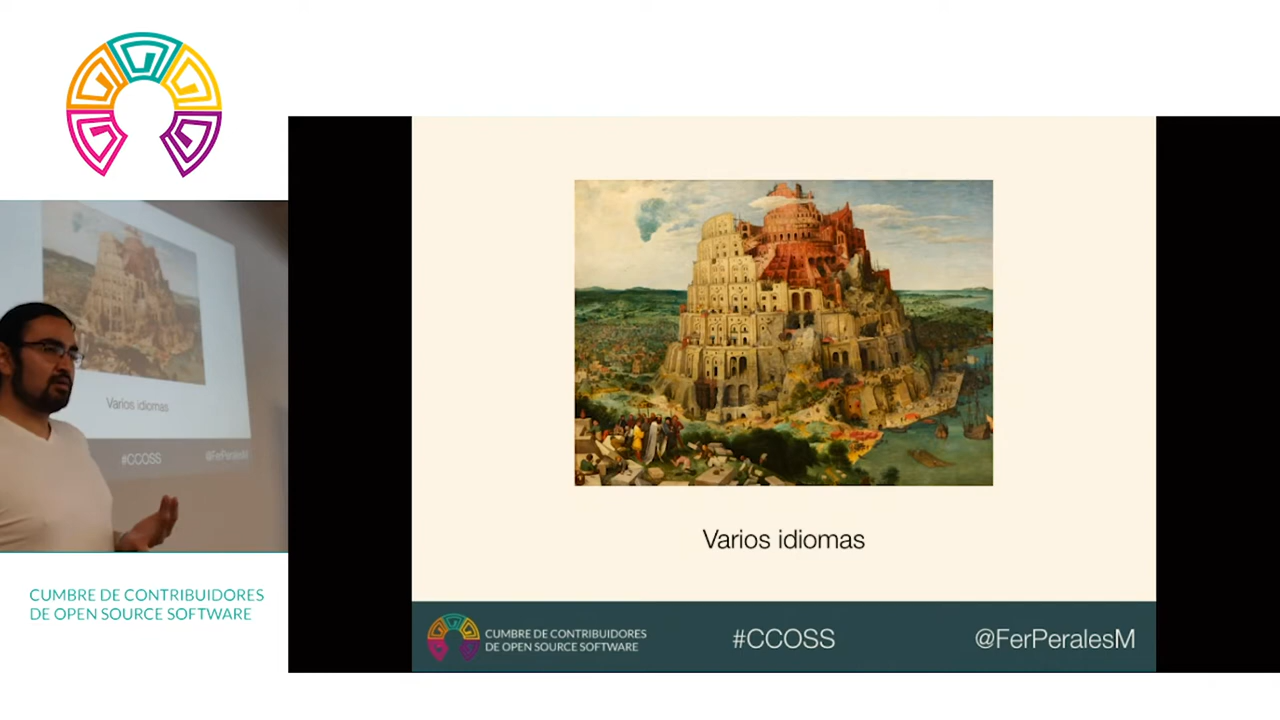 Varios idiomas
#CCOSS
@FerPeralesM
CUMBRE DE CONTRIBUIDORES
DE OPEN SOURCE SOFTWARE
Varios idiomas
CUMBRE DE CONTRIBUIDORES
DE OPEN SOURCE SOFTWARE
#CCOSS
@FerPeralesM